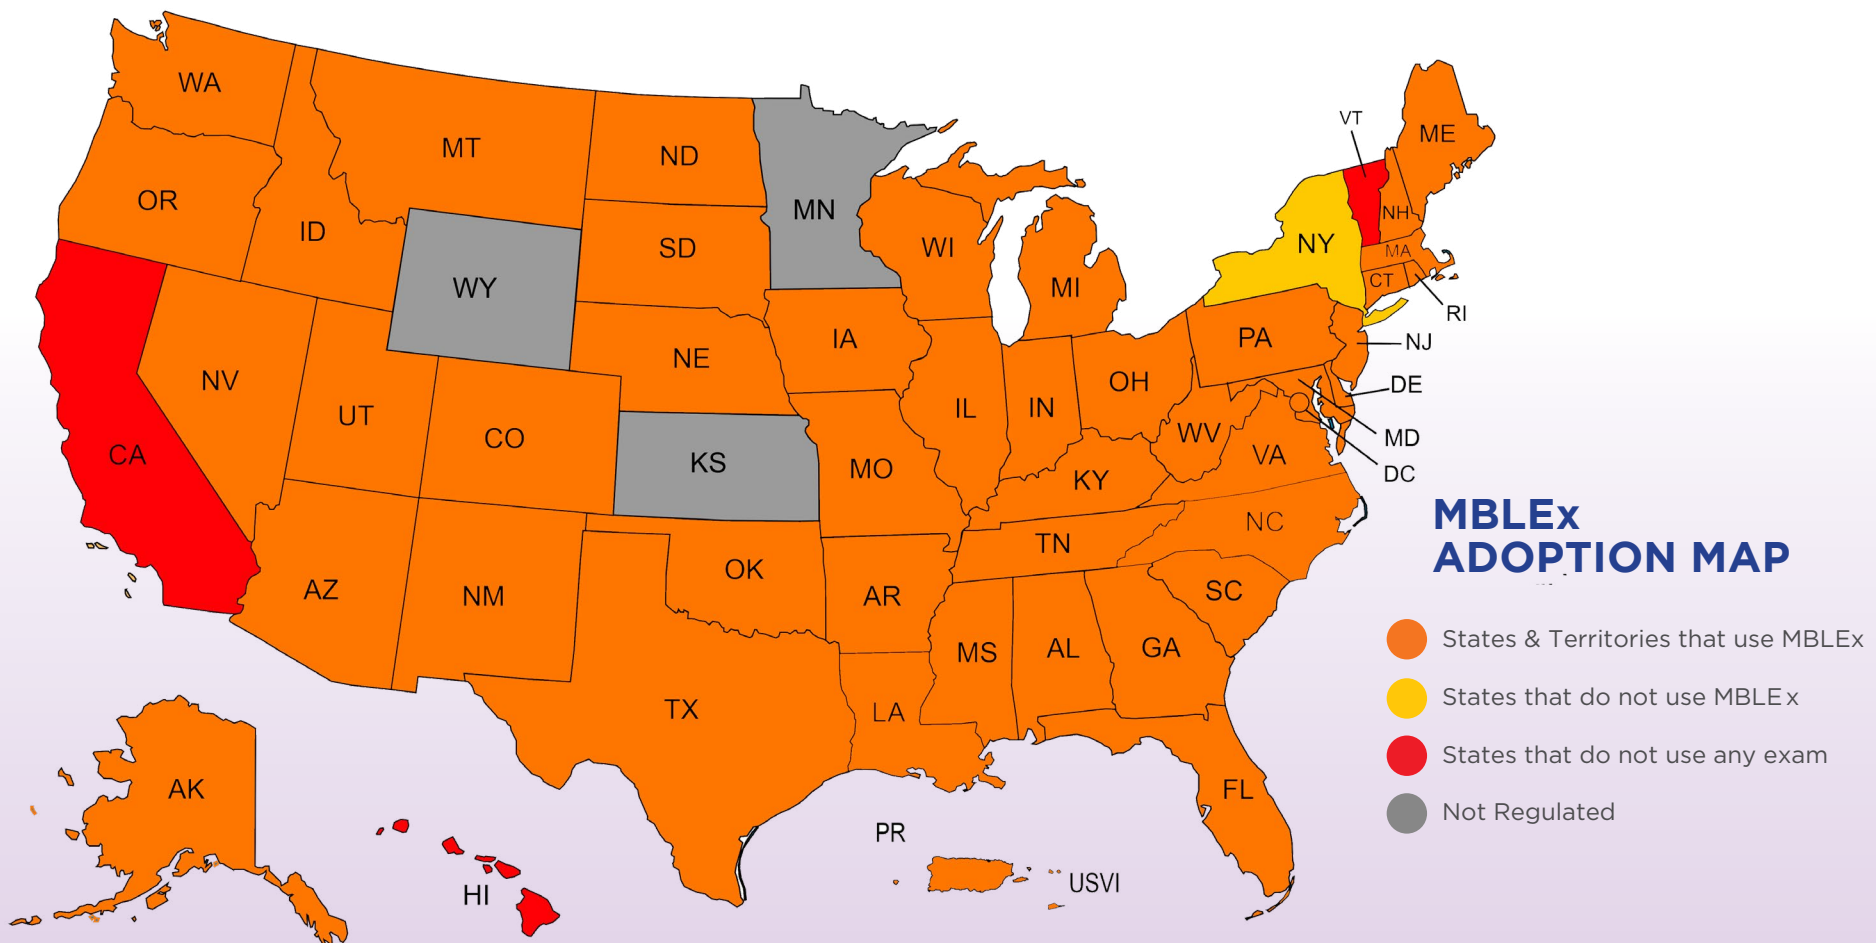 WA
MT
ND
MN
VT
ME
OR
ID
SD
WI
MI
NY
NH
MA
CT
RI
WY
NE
IA
PA
NJ
DE
NV
UT
CO
KS
MO
IL
IN
OH
WV
VA
MD
DC
CA
KY
NC
TN
AZ
NM
OK
AR
SC
MS
AL
GA
TX
LA
FL
AK
HI
PR
USVI
MBLEx
ADOPTION MAP
States & Territories that use MBLEx
States that do not use MBLEx
States that do not use any exam
Not Regulated